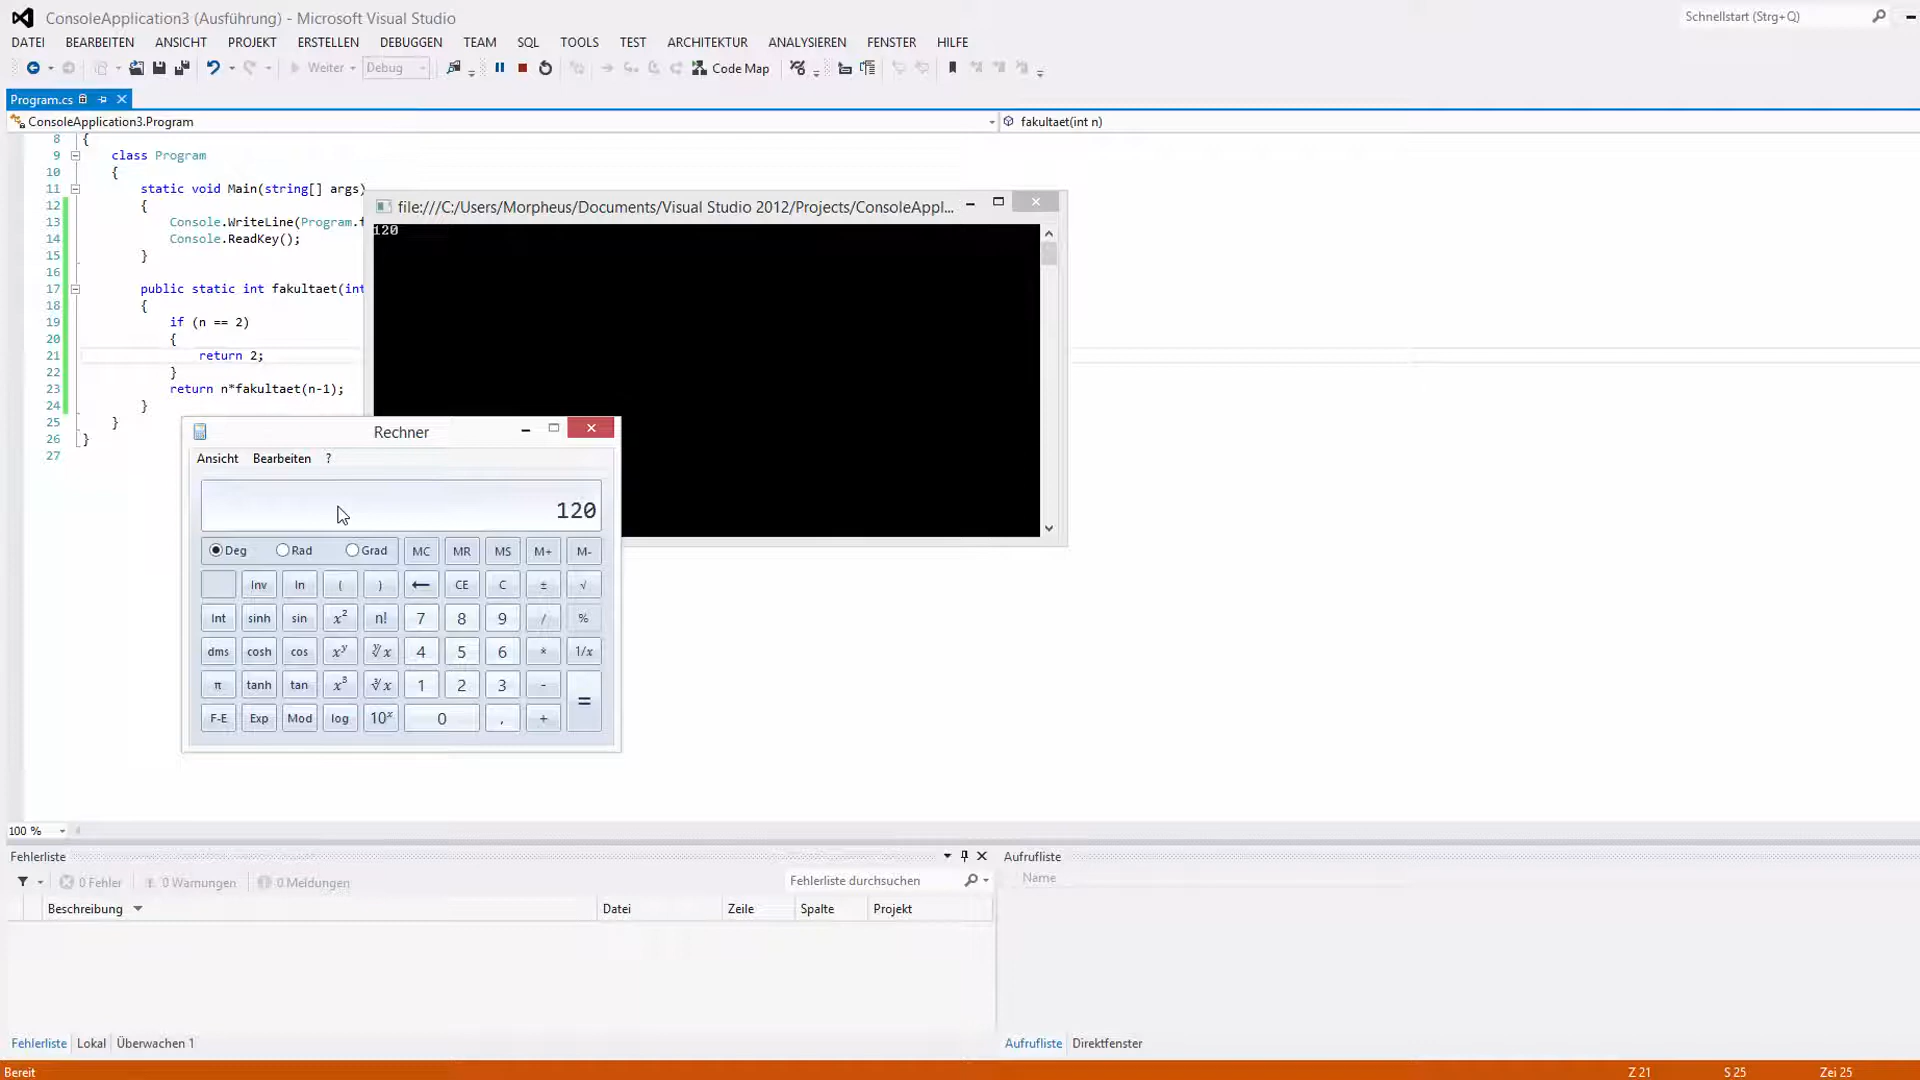 ConsoleApplication3 (Ausführung) - Microsoft Visual Studio
Schnellstart (Strg+Q)
DATEI BEARBEITEN ANSICHT PROJEKT ERSTELLEN DEBUGGEN TEAM SQL TOOLS TEST ARCHITEKTUR ANALYSIEREN FENSTER HILFE
Weiter Debug Code Map
Program.cs
ConsoleApplication3.Program
fakultaet(int n)
8 {
9 class Program
10 {
11 static void Main(string[] args)
12 {
13 Console.WriteLine(Program.f
14 Console.ReadKey();
15 }
16
17 public static int fakultaet(int
18 {
19 if (n == 2)
20 {
21 return 2;
22 }
23 return n*fakultaet(n-1);
24 }
25 }
26 }
27
file:///C:/Users/Morpheus/Documents/Visual Studio 2012/Projects/ConsoleAppl...
120
Rechner
Ansicht Bearbeiten ?
120
Deg Rad Grad MC MR MS M+ M-
Inv ln ( ) ← CE C ± √
Int sinh sin x² n! 7 8 9 / %
dms cosh cos xʸ ʸ√x 4 5 6 * 1/x
π tanh tan x³ ³√x 1 2 3 - =
F-E Exp Mod log 10ˣ 0 , +
100 %
Fehlerliste
0 Fehler 0 Warnungen 0 Meldungen
Fehlerliste durchsuchen
Beschreibung Datei Zeile Spalte Projekt
Fehlerliste Lokal Überwachen 1
Aufrufliste
Name
Aufrufliste Direktfenster
Bereit
Z 21 S 25 Zei 25